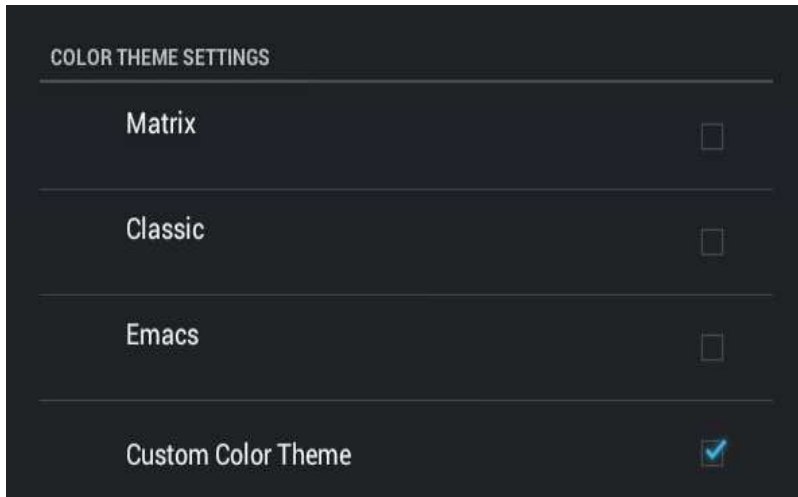 COLOR THEME SETTINGS
Matrix
Classic
Emacs
Custom Color Theme